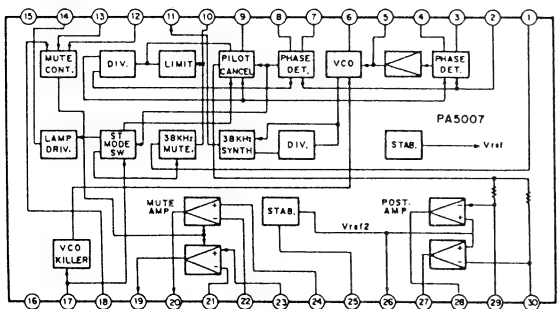 15 14 13 12 11 10 9 8 7 6 5 4 3 2 1
MUTE CONT.
DIV.
LIMIT
PILOT CANCEL
PHASE DET.
VCO
PHASE DET.
PA5007
LAMP DRIV.
ST MODE SW
38KHz MUTE.
38KHz SYNTH
DIV.
STAB.
Vref
MUTE AMP
+
-
STAB.
POST. AMP
-
+
Vref2
VCO KILLER
+
-
+
-
16 17 18 19 20 21 22 23 24 25 26 27 28 29 30